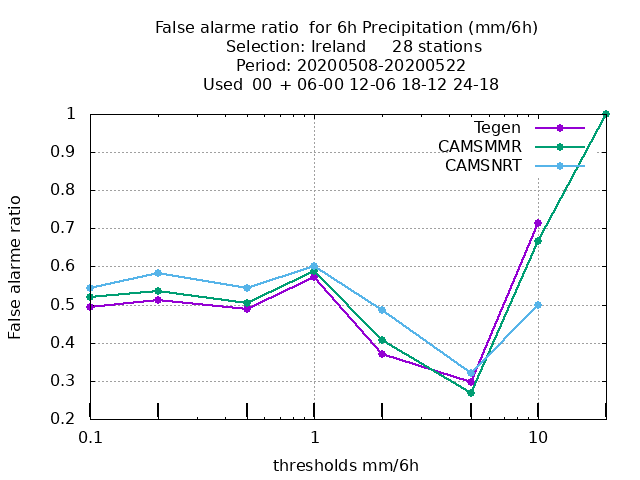 False alarme ratio  for 6h Precipitation (mm/6h)
Selection: Ireland     28 stations
Period: 20200508-20200522
Used  00  + 06-00 12-06 18-12 24-18
Tegen
CAMSMMR
CAMSNRT
False alarme ratio
1
0.9
0.8
0.7
0.6
0.5
0.4
0.3
0.2
0.1 1 10
thresholds mm/6h